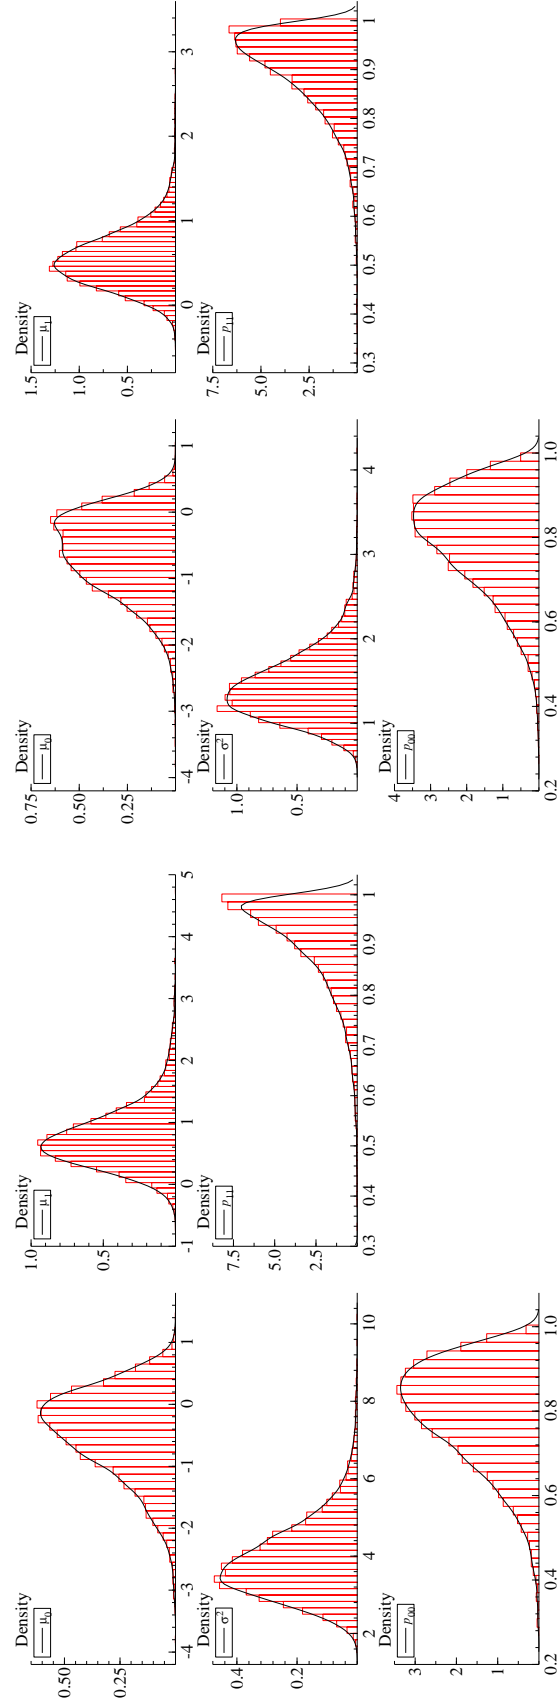 Density
μ₀
0.50
0.25
-4 -3 -2 -1 0 1
Density
μ₁
1.0
0.5
-1 0 1 2 3 4 5
Density
σ²
0.4
0.2
2 4 6 8 10
Density
p₁₁
7.5
5.0
2.5
0.3 0.4 0.5 0.6 0.7 0.8 0.9 1
Density
p₀₀
3
2
1
0.2 0.4 0.6 0.8 1.0
Density
μ₀
0.75
0.50
0.25
-4 -3 -2 -1 0 1
Density
μ₁
1.5
1.0
0.5
0 1 2 3
Density
σ²
1.0
0.5
1 2 3 4
Density
p₁₁
7.5
5.0
2.5
0.3 0.4 0.5 0.6 0.7 0.8 0.9 1
Density
p₀₀
4
3
2
1
0.2 0.4 0.6 0.8 1.0